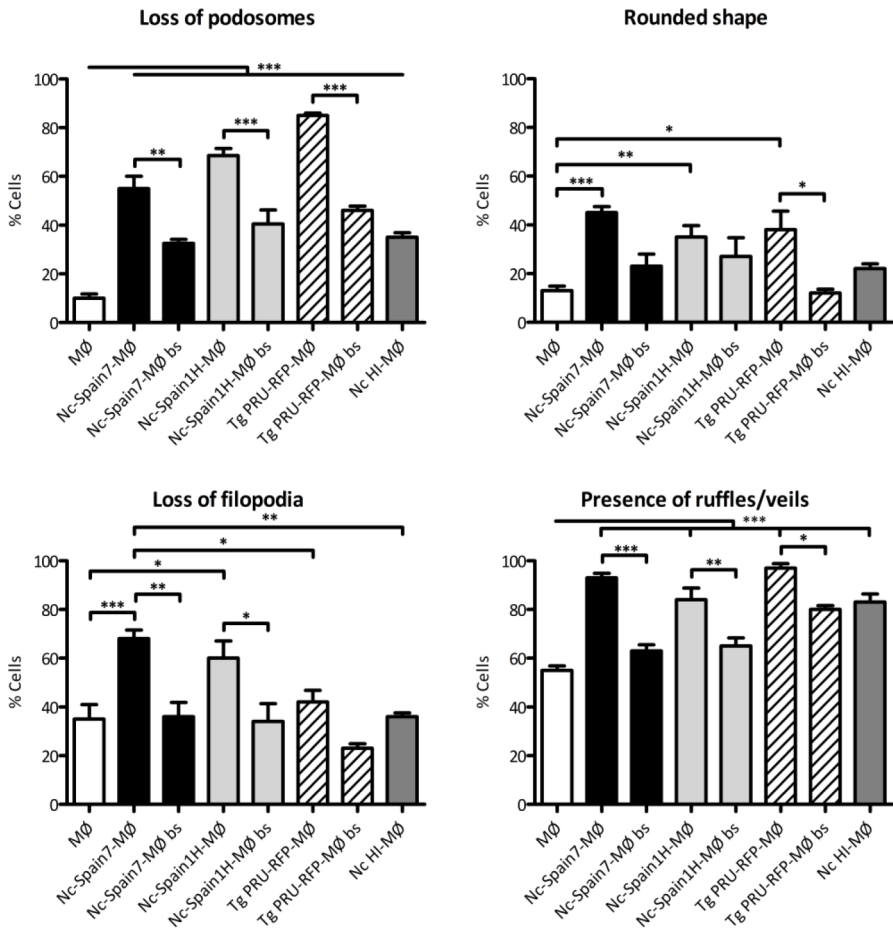 Loss of podosomes
***
***
***
**
% Cells
100
80
60
40
20
0
MØ
Nc-Spain7-MØ
Nc-Spain7-MØ bs
Nc-Spain1H-MØ
Nc-Spain1H-MØ bs
Tg PRU-RFP-MØ
Tg PRU-RFP-MØ bs
Nc HI-MØ
Rounded shape
*
**
***
*
% Cells
100
80
60
40
20
0
MØ
Nc-Spain7-MØ
Nc-Spain7-MØ bs
Nc-Spain1H-MØ
Nc-Spain1H-MØ bs
Tg PRU-RFP-MØ
Tg PRU-RFP-MØ bs
Nc HI-MØ
Loss of filopodia
**
*
*
***
**
*
% Cells
100
80
60
40
20
0
MØ
Nc-Spain7-MØ
Nc-Spain7-MØ bs
Nc-Spain1H-MØ
Nc-Spain1H-MØ bs
Tg PRU-RFP-MØ
Tg PRU-RFP-MØ bs
Nc HI-MØ
Presence of ruffles/veils
***
***
**
*
% Cells
100
80
60
40
20
0
MØ
Nc-Spain7-MØ
Nc-Spain7-MØ bs
Nc-Spain1H-MØ
Nc-Spain1H-MØ bs
Tg PRU-RFP-MØ
Tg PRU-RFP-MØ bs
Nc HI-MØ